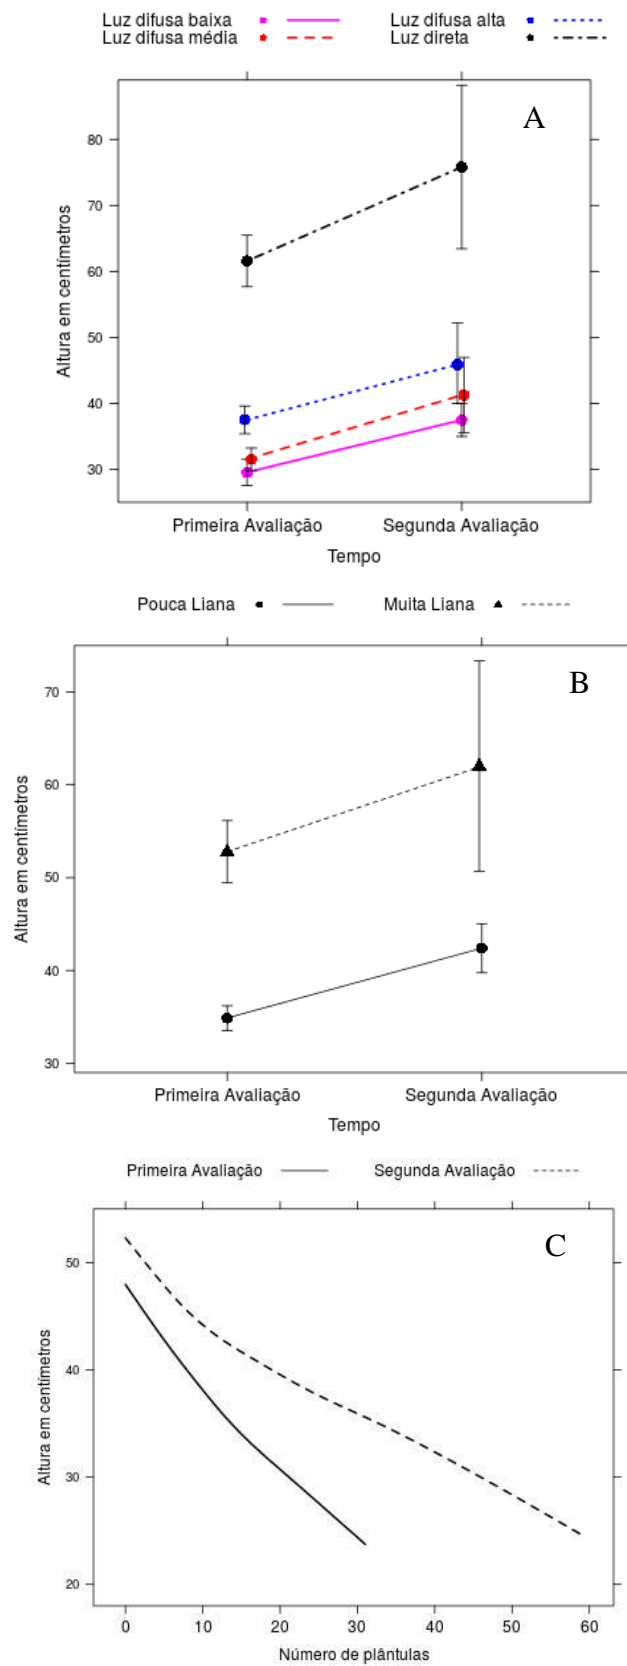 Luz difusa baixa Luz difusa alta
Luz difusa média Luz direta
A
80
70
60
50
40
30
Altura em centímetros
Primeira Avaliação Segunda Avaliação
Tempo
Pouca Liana Muita Liana
B
70
60
50
40
30
Altura em centímetros
Primeira Avaliação Segunda Avaliação
Tempo
Primeira Avaliação Segunda Avaliação
C
50
40
30
20
Altura em centímetros
0 10 20 30 40 50 60
Número de plântulas